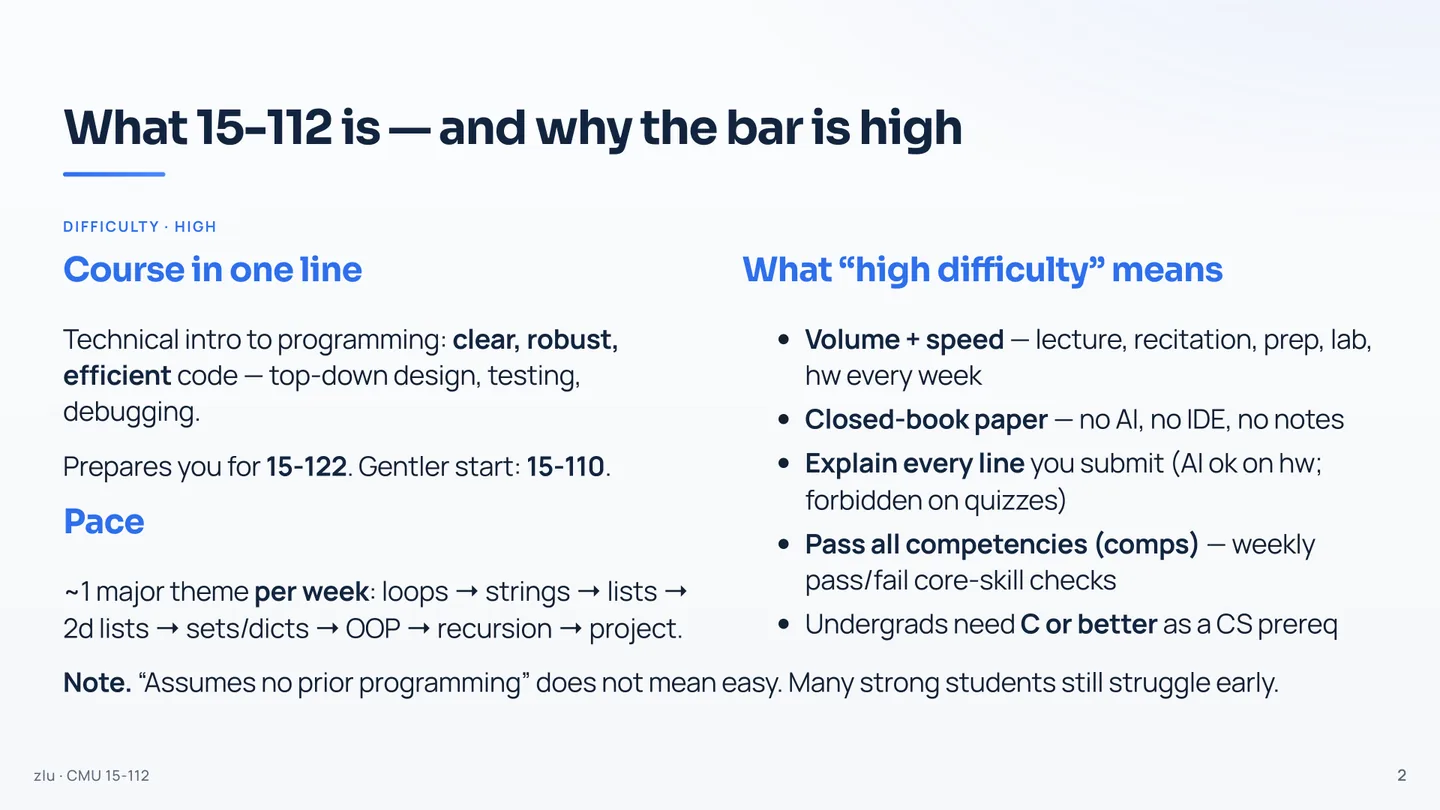 What 15-112 is — and why the bar is high
DIFFICULTY · HIGH
Course in one line
Technical intro to programming: clear, robust,
efficient code — top-down design, testing,
debugging.
Prepares you for 15-122. Gentler start: 15-110.
Pace
~1 major theme per week: loops → strings → lists →
2d lists → sets/dicts → OOP → recursion → project.
What “high difficulty” means
• Volume + speed — lecture, recitation, prep, lab,
hw every week
• Closed-book paper — no AI, no IDE, no notes
• Explain every line you submit (AI ok on hw;
forbidden on quizzes)
• Pass all competencies (comps) — weekly
pass/fail core-skill checks
• Undergrads need C or better as a CS prereq
Note. “Assumes no prior programming” does not mean easy. Many strong students still struggle early.
zlu · CMU 15-112
2